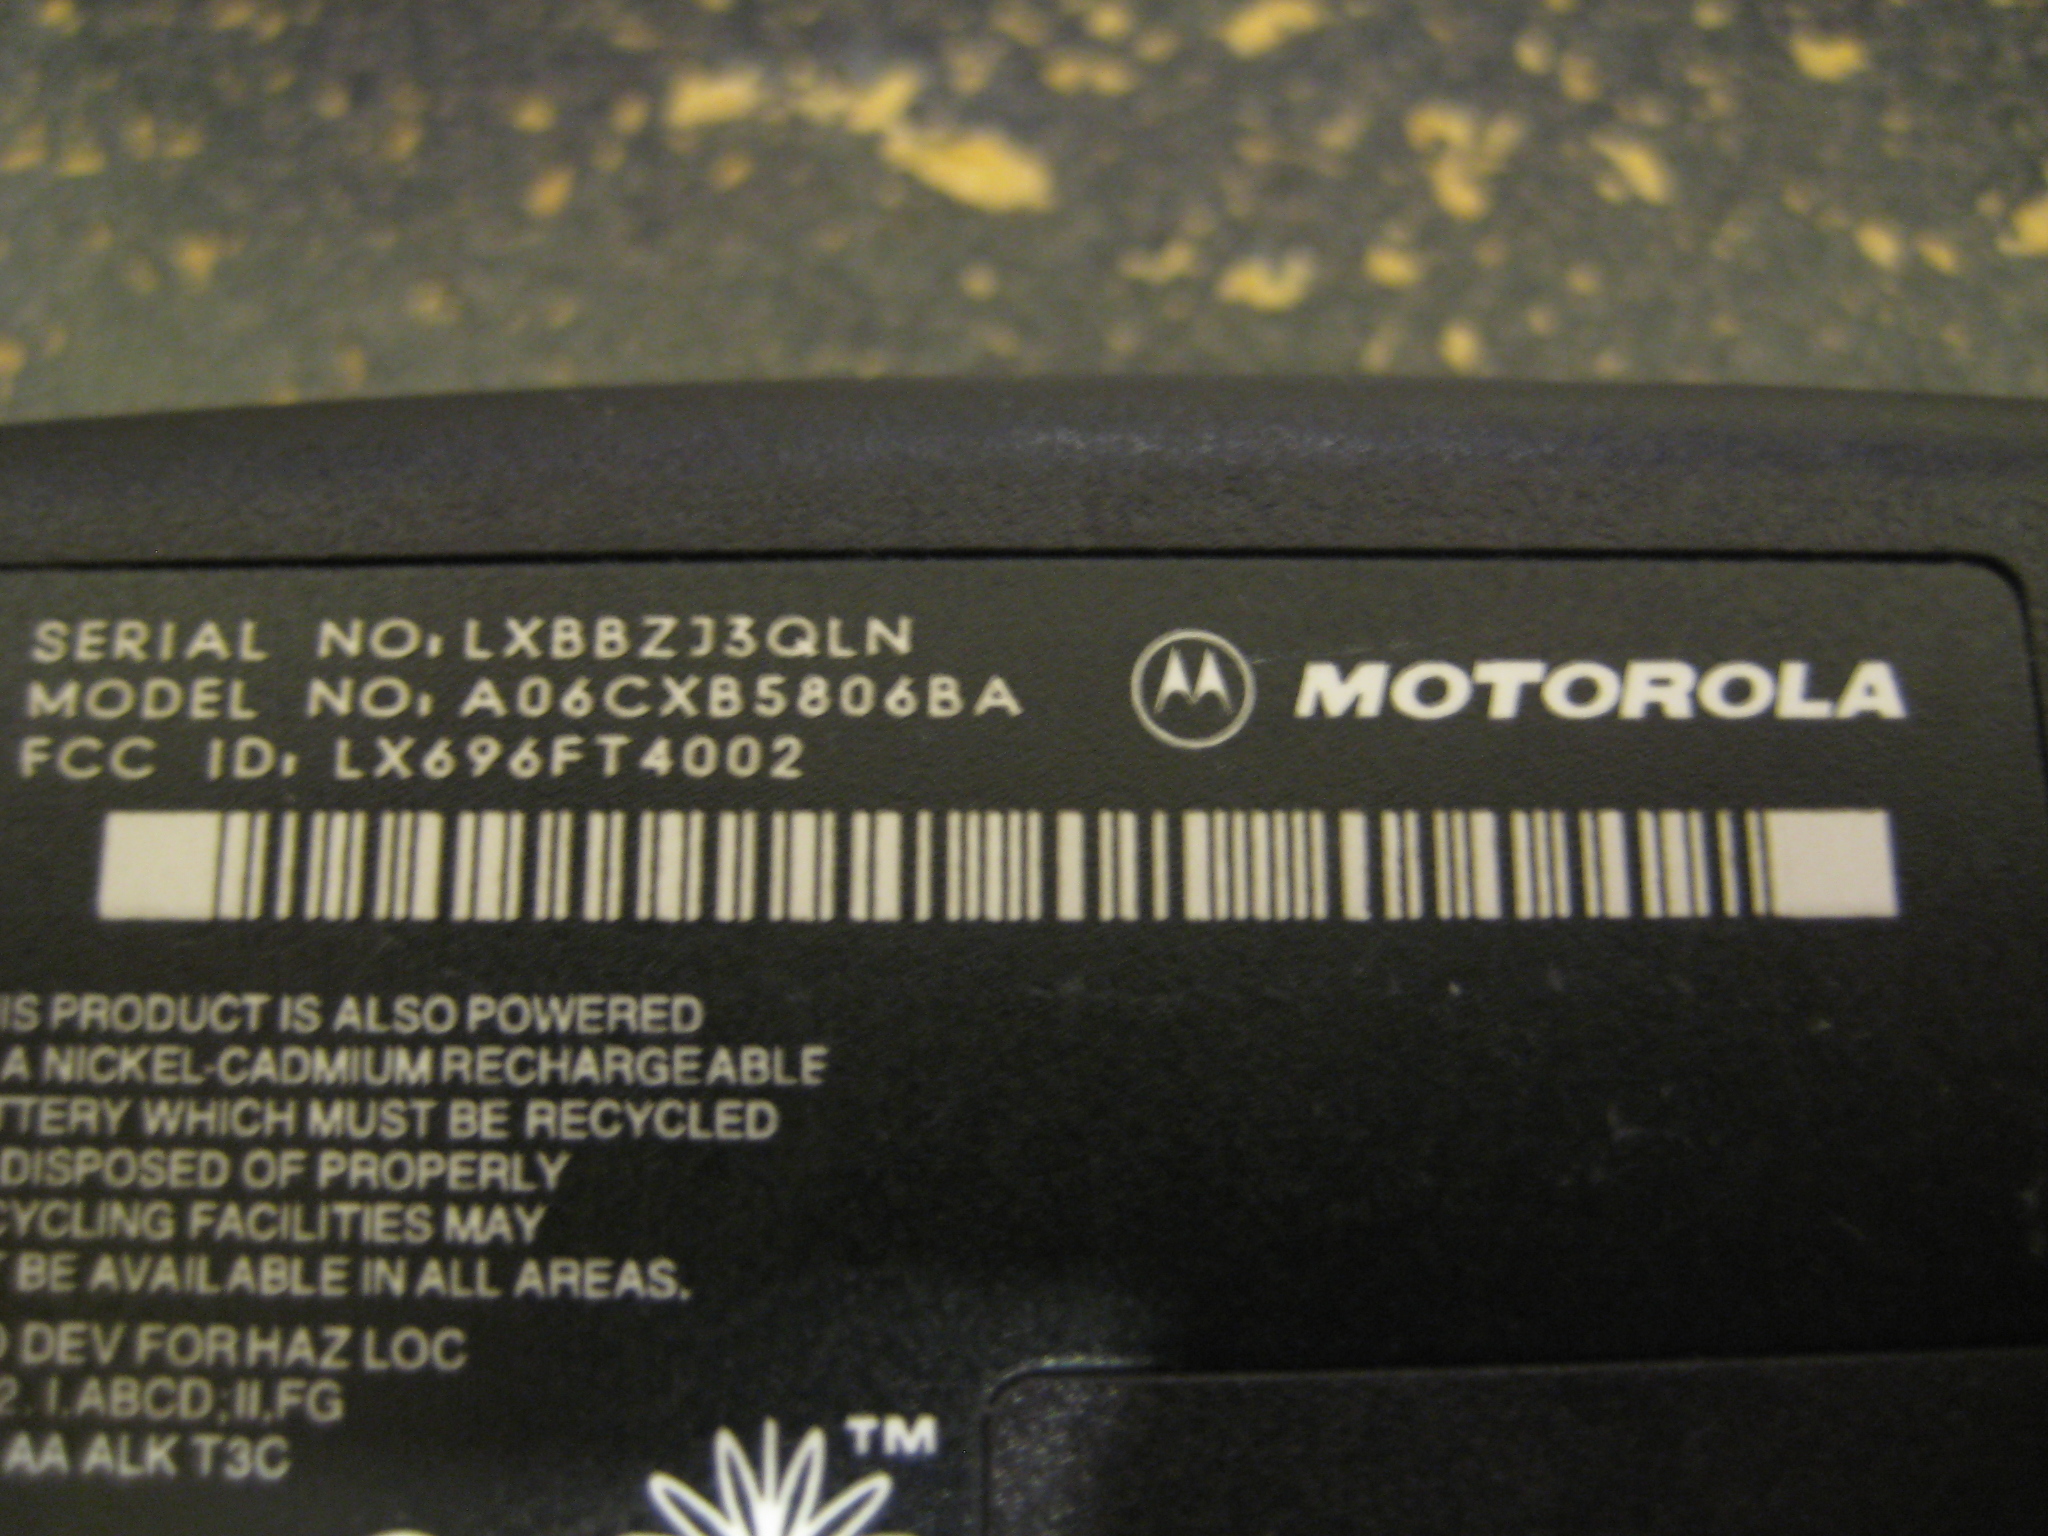 SERIAL NO: LXBBZJ3QLN
MODEL NO: A06CXB5806BA
FCC ID: LX696FT4002
MOTOROLA
IS PRODUCT IS ALSO POWERED
A NICKEL-CADMIUM RECHARGEABLE
TTERY WHICH MUST BE RECYCLED
DISPOSED OF PROPERLY
CYCLING FACILITIES MAY
BE AVAILABLE IN ALL AREAS.
DEV FOR HAZ LOC
2. I.ABCD;II,FG
AA ALK T3C
TM